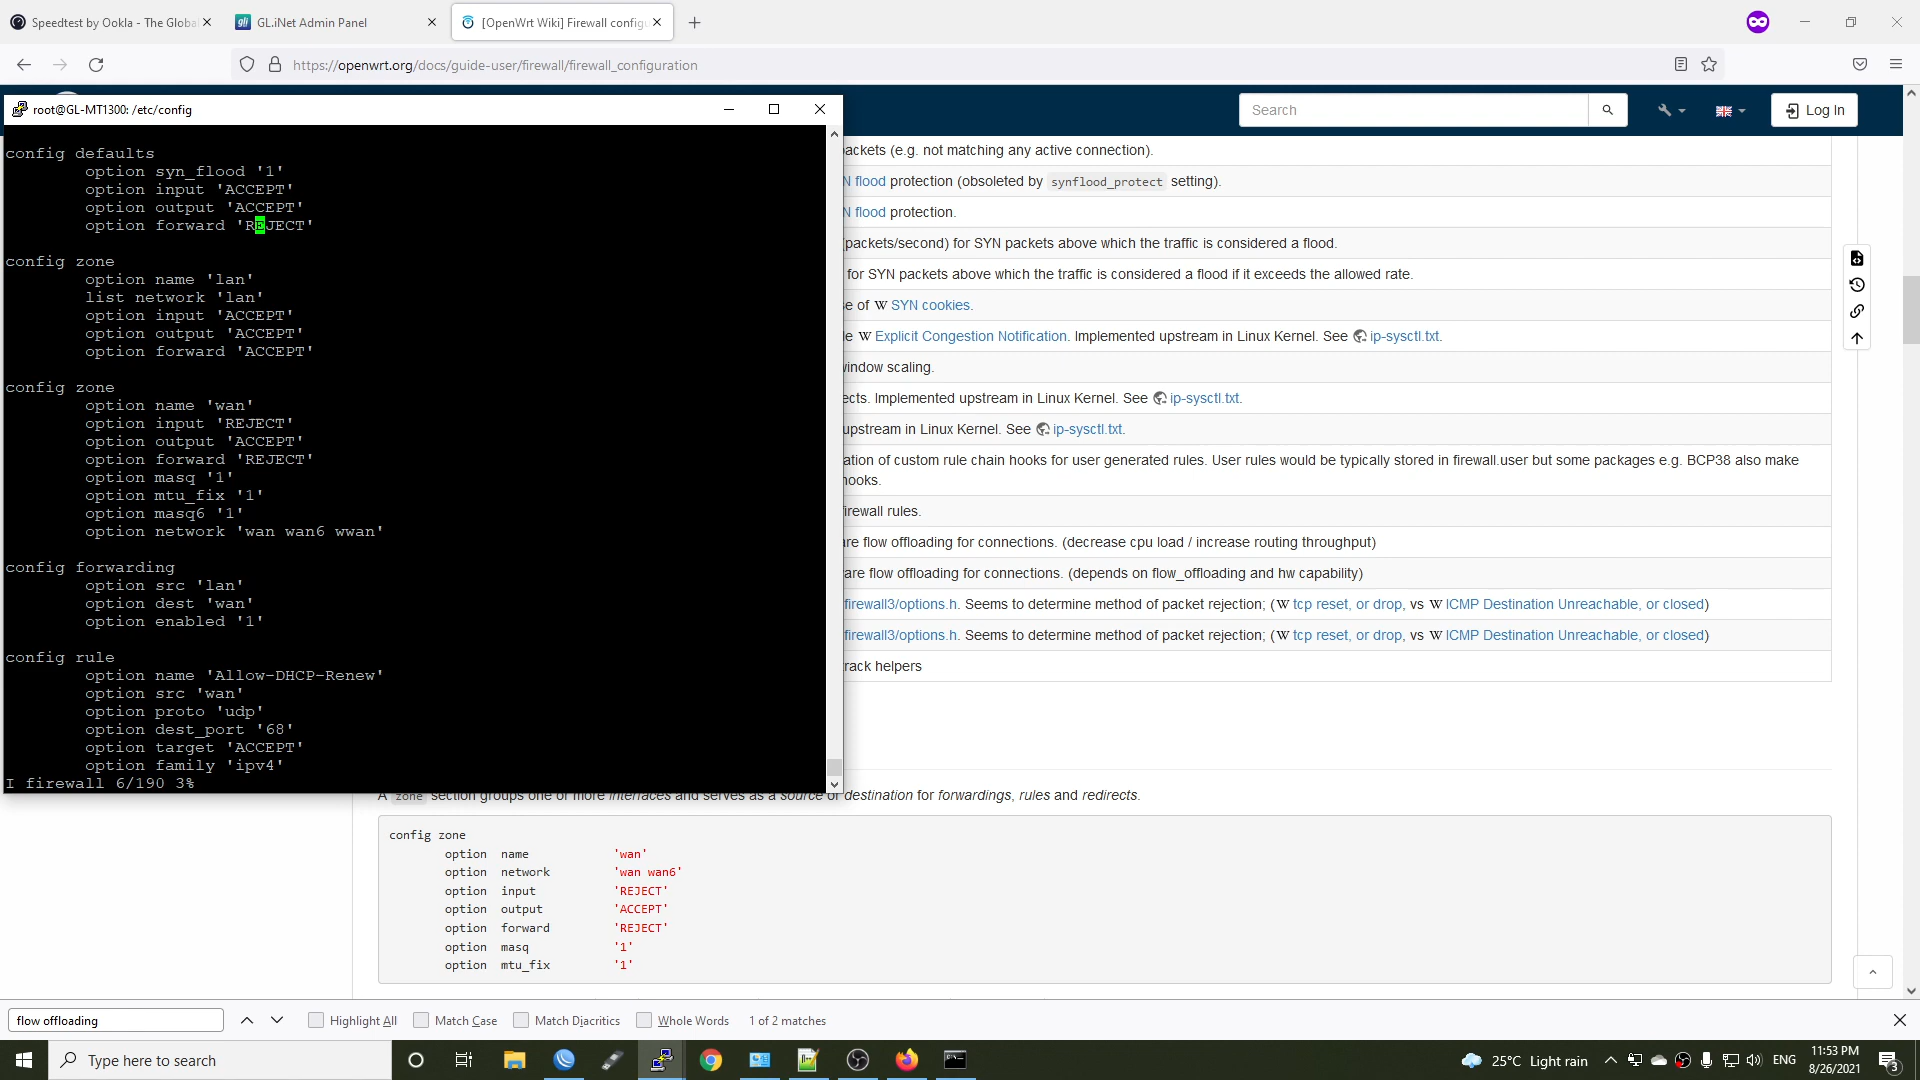 Speedtest by Ookla - The Global
GL.iNet Admin Panel
[OpenWrt Wiki] Firewall config
https://openwrt.org/docs/guide-user/firewall/firewall_configuration
root@GL-MT1300: /etc/config
Search
Log In
config defaults
option syn_flood '1'
option input 'ACCEPT'
option output 'ACCEPT'
option forward 'REJECT'
config zone
option name 'lan'
list network 'lan'
option input 'ACCEPT'
option output 'ACCEPT'
option forward 'ACCEPT'
config zone
option name 'wan'
option input 'REJECT'
option output 'ACCEPT'
option forward 'REJECT'
option masq '1'
option mtu_fix '1'
option masq6 '1'
option network 'wan wan6 wwan'
config forwarding
option src 'lan'
option dest 'wan'
option enabled '1'
config rule
option name 'Allow-DHCP-Renew'
option src 'wan'
option proto 'udp'
option dest_port '68'
option target 'ACCEPT'
option family 'ipv4'
I firewall 6/190 3%
ackets (e.g. not matching any active connection).
N flood protection (obsoleted by synflood_protect setting).
N flood protection.
(packets/second) for SYN packets above which the traffic is considered a flood.
for SYN packets above which the traffic is considered a flood if it exceeds the allowed rate.
se of W SYN cookies.
le W Explicit Congestion Notification. Implemented upstream in Linux Kernel. See ip-sysctl.txt.
window scaling.
ects. Implemented upstream in Linux Kernel. See ip-sysctl.txt.
upstream in Linux Kernel. See ip-sysctl.txt.
ation of custom rule chain hooks for user generated rules. User rules would be typically stored in firewall.user but some packages e.g. BCP38 also make
hooks.
firewall rules.
are flow offloading for connections. (decrease cpu load / increase routing throughput)
are flow offloading for connections. (depends on flow_offloading and hw capability)
firewall3/options.h. Seems to determine method of packet rejection; (W tcp reset, or drop, vs W ICMP Destination Unreachable, or closed)
firewall3/options.h. Seems to determine method of packet rejection; (W tcp reset, or drop, vs W ICMP Destination Unreachable, or closed)
rack helpers
A zone section groups one or more interfaces and serves as a source or destination for forwardings, rules and redirects.
config zone
option name 'wan'
option network 'wan wan6'
option input 'REJECT'
option output 'ACCEPT'
option forward 'REJECT'
option masq '1'
option mtu_fix '1'
flow offloading
Highlight All
Match Case
Match Diacritics
Whole Words
1 of 2 matches
Type here to search
25°C Light rain
ENG
11:53 PM
8/26/2021
3